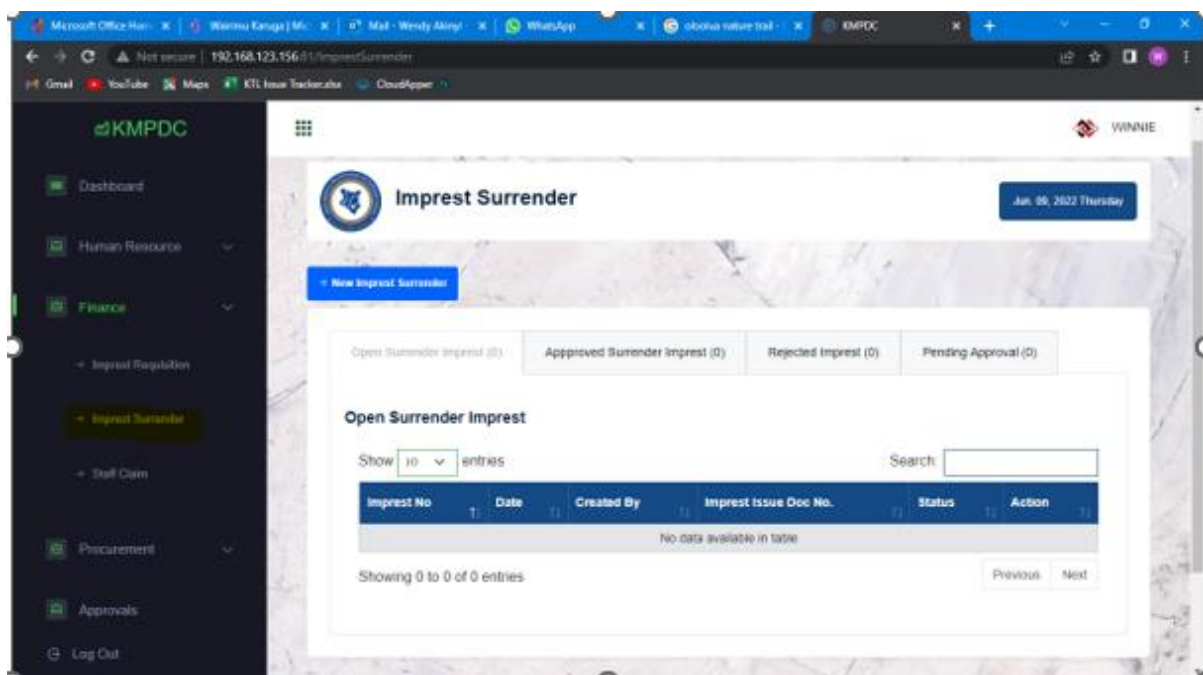 Microsoft Office Hom
Wairimu Karuga | Mic
Mail - Wendy Akinyi -
WhatsApp
oloolua nature trail -
KMPDC
Not secure | 192.168.123.156:81/ImprestSurrender
Gmail
YouTube
Maps
KTL Issue Tracker.xlsx
CloudApper
KMPDC
WINNIE
Dashboard
Human Resource
Finance
→ Imprest Requisition
→ Imprest Surrender
→ Staff Claim
Procurement
Approvals
Log Out
Imprest Surrender
Jun. 09, 2022 Thursday
+ New Imprest Surrender
Open Surrender Imprest (0)
Appproved Surrender Imprest (0)
Rejected Imprest (0)
Pending Approval (0)
Open Surrender Imprest
Show 10 entries
Search:
Imprest No Date Created By Imprest Issue Doc No. Status Action
No data available in table
Showing 0 to 0 of 0 entries
Previous Next